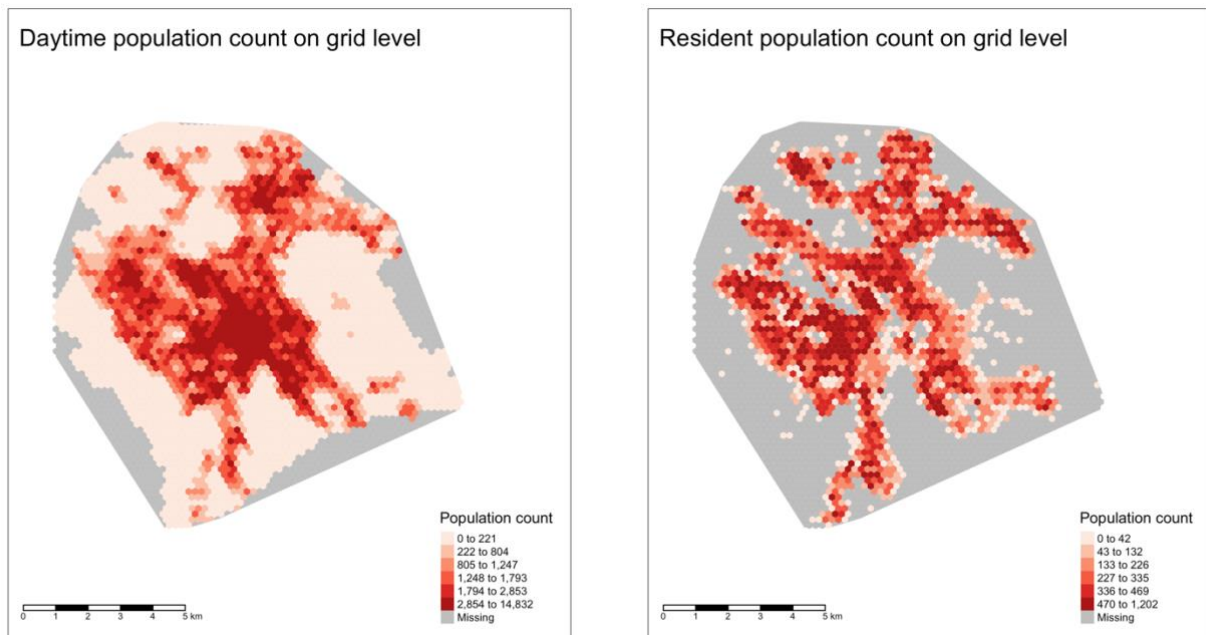 Daytime population count on grid level
Population count
0 to 221
222 to 804
805 to 1,247
1,248 to 1,793
1,794 to 2,853
2,854 to 14,832
Missing
0 1 2 3 4 5 km
Resident population count on grid level
Population count
0 to 42
43 to 132
133 to 226
227 to 335
336 to 469
470 to 1,202
Missing
0 1 2 3 4 5 km